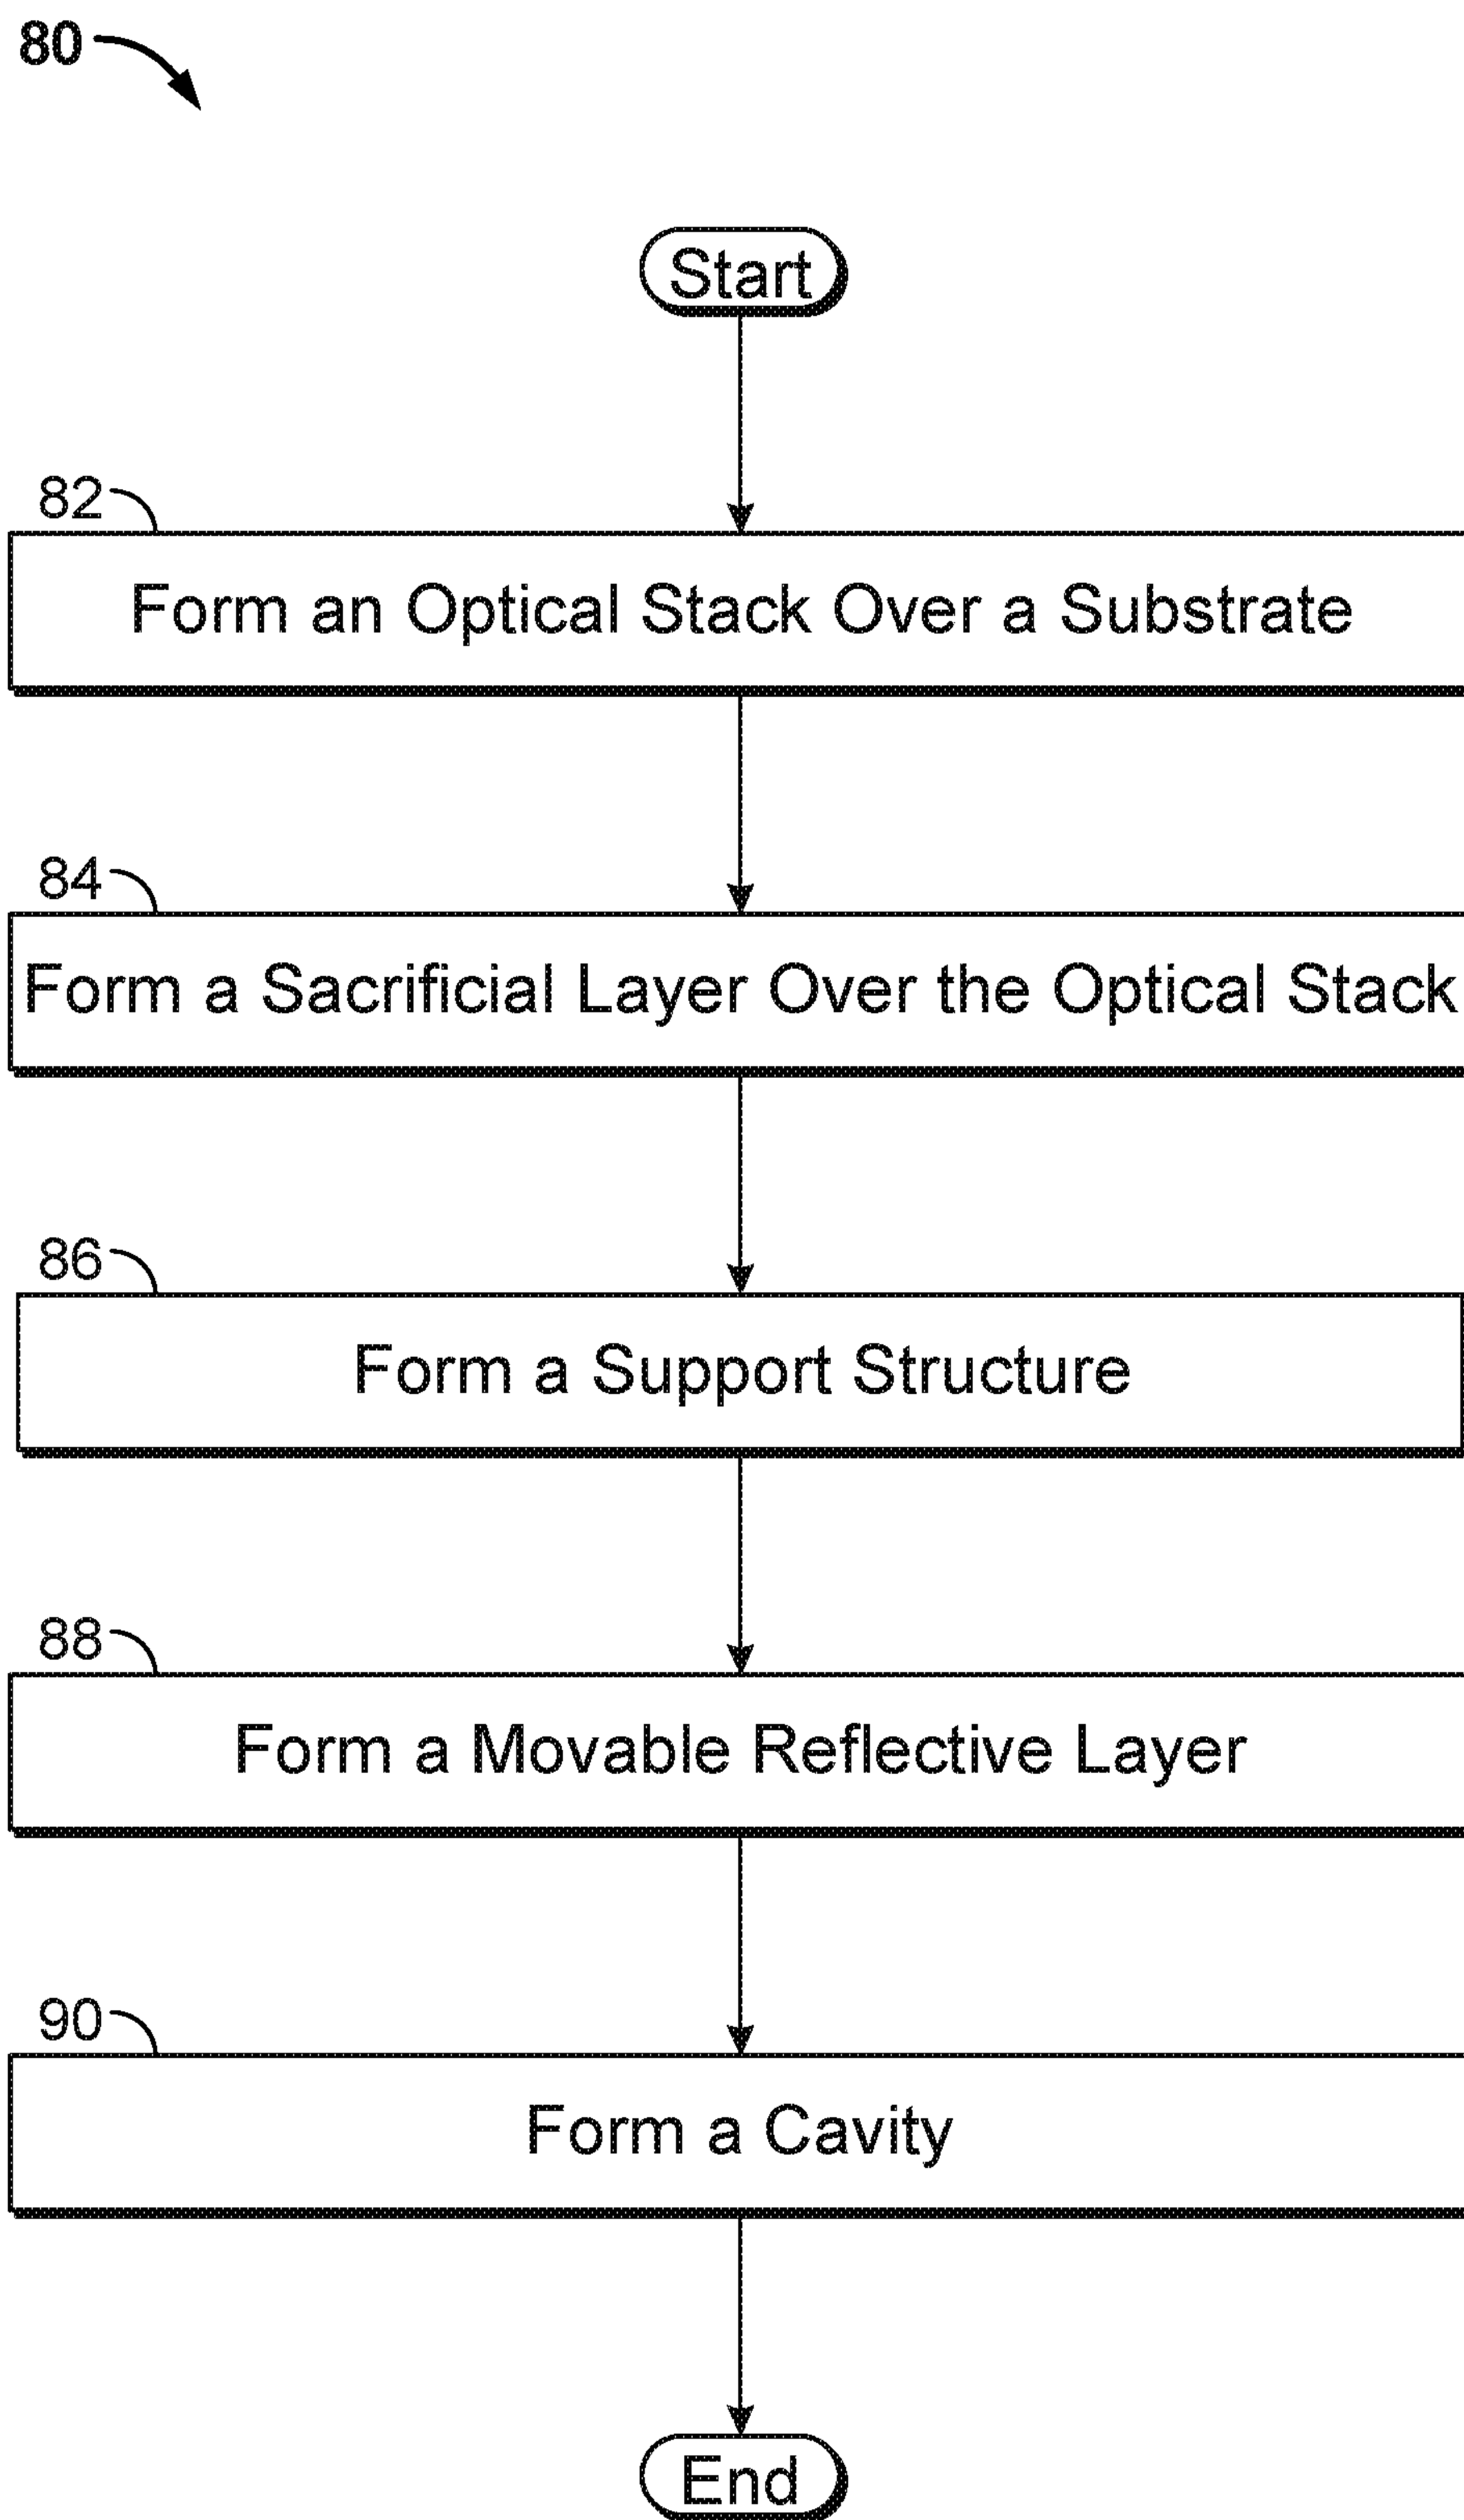 80
Start
82
Form an Optical Stack Over a Substrate
84
Form a Sacrificial Layer Over the Optical Stack
86
Form a Support Structure
88
Form a Movable Reflective Layer
90
Form a Cavity
End